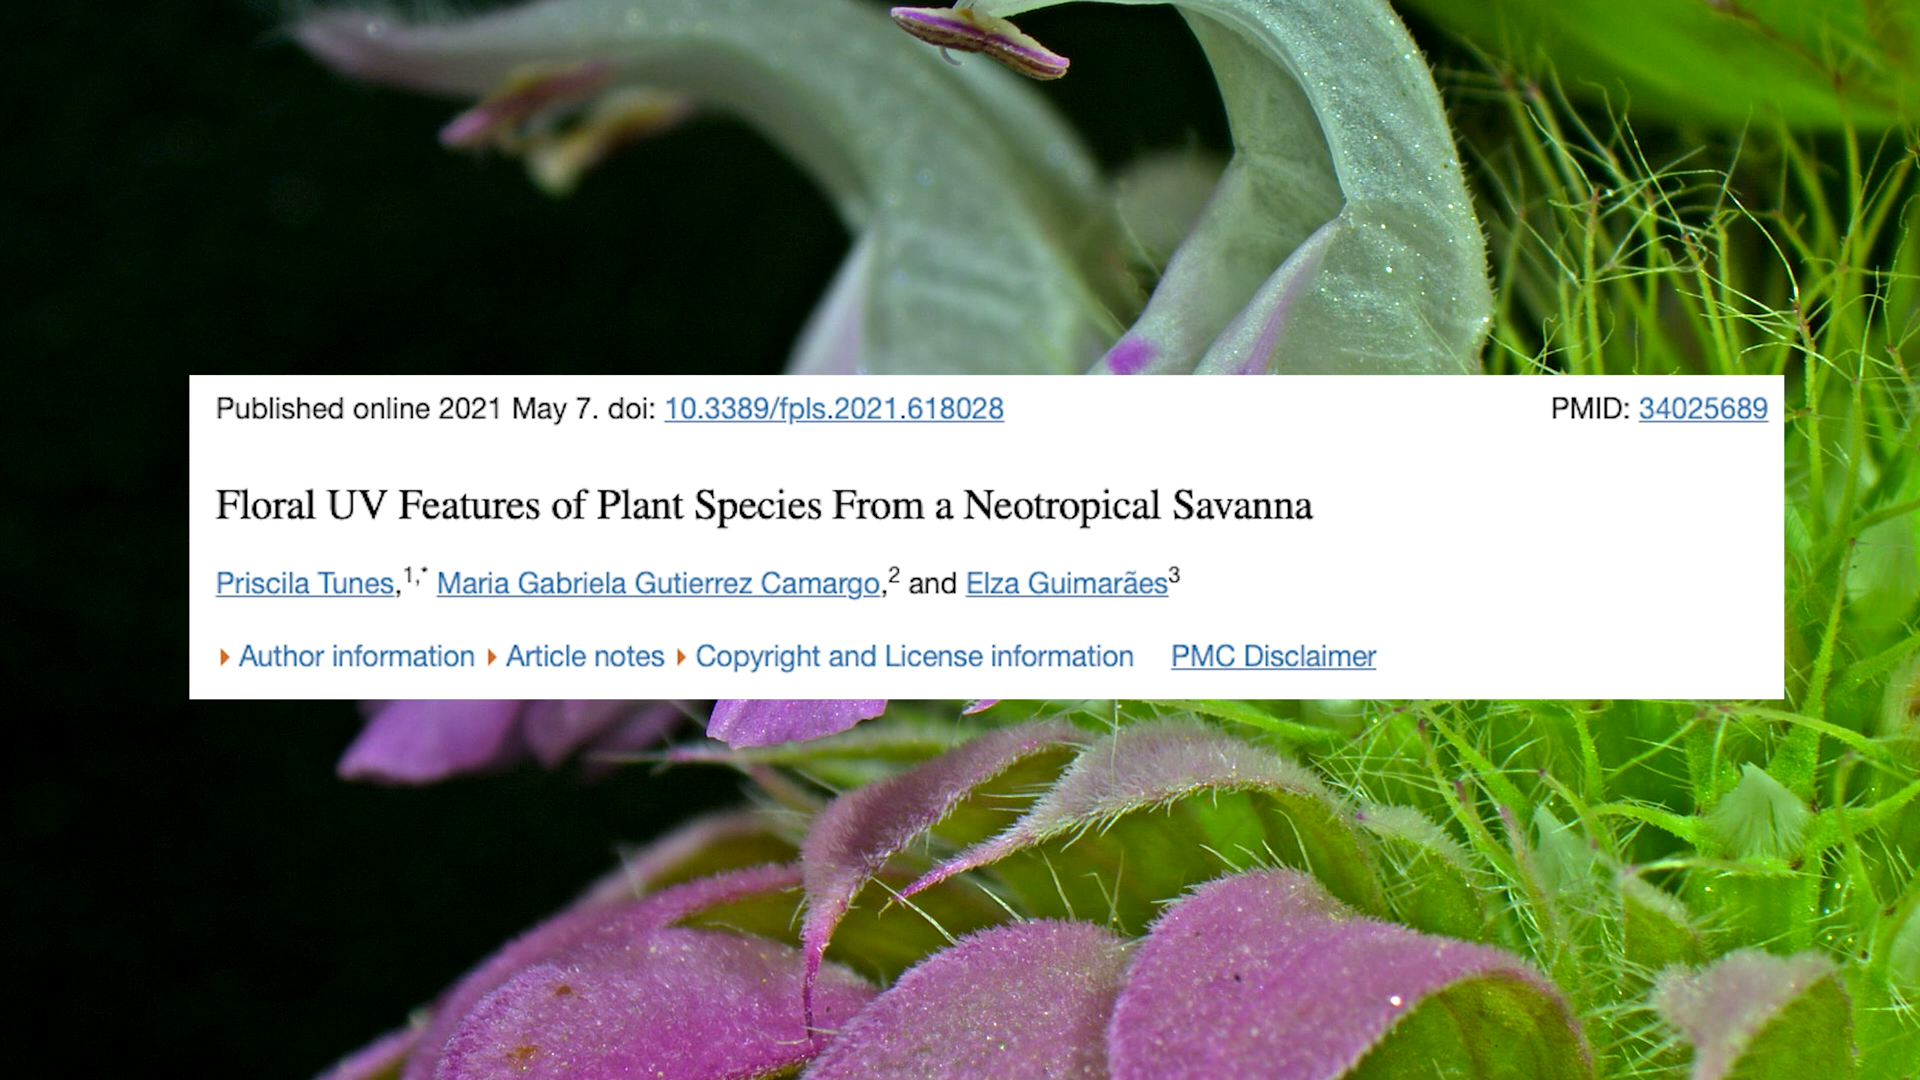 Published online 2021 May 7. doi: 10.3389/fpls.2021.618028 PMID: 34025689
Floral UV Features of Plant Species From a Neotropical Savanna
Priscila Tunes,1,* Maria Gabriela Gutierrez Camargo,2 and Elza Guimarães3
Author information Article notes Copyright and License information PMC Disclaimer